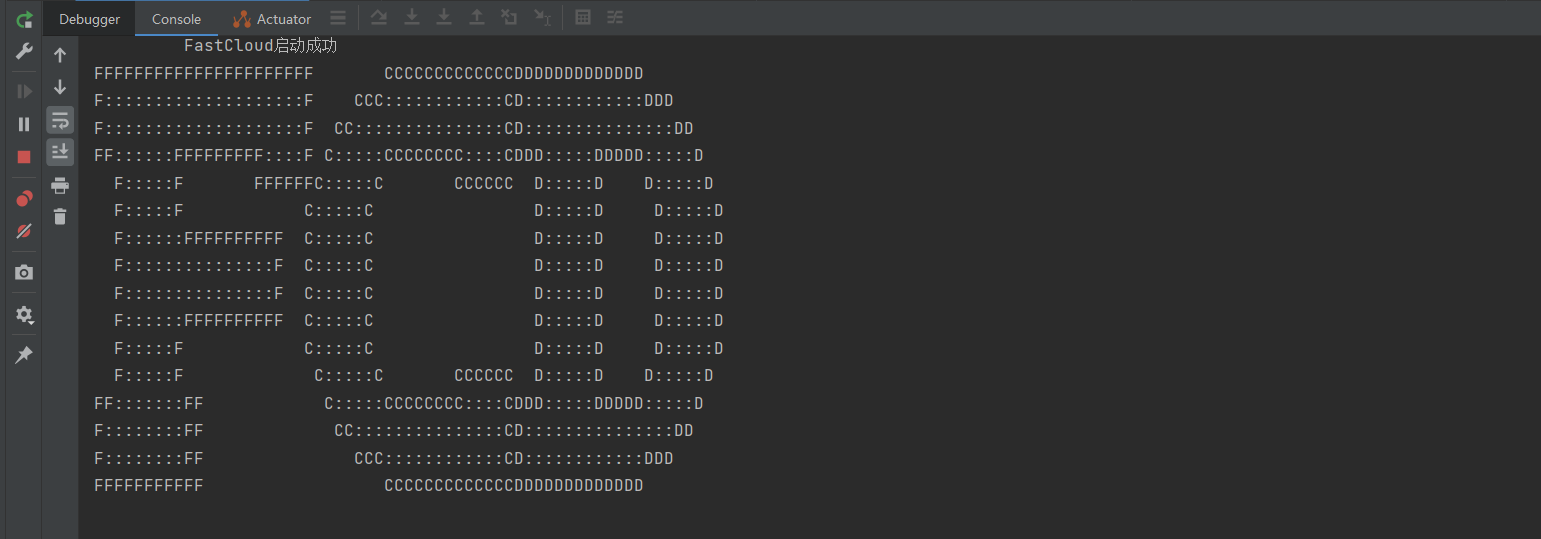 Debugger Console Actuator
         FastCloud启动成功
FFFFFFFFFFFFFFFFFFFFFF       CCCCCCCCCCCCCDDDDDDDDDDDDD
F::::::::::::::::::::F    CCC::::::::::::CD::::::::::::DDD
F::::::::::::::::::::F  CC:::::::::::::::CD:::::::::::::::DD
FF::::::FFFFFFFFF::::F C:::::CCCCCCCC::::CDDD:::::DDDDD:::::D
  F:::::F       FFFFFFC:::::C       CCCCCC  D:::::D    D:::::D
  F:::::F            C:::::C                D:::::D     D:::::D
  F::::::FFFFFFFFFF  C:::::C                D:::::D     D:::::D
  F:::::::::::::::F  C:::::C                D:::::D     D:::::D
  F:::::::::::::::F  C:::::C                D:::::D     D:::::D
  F::::::FFFFFFFFFF  C:::::C                D:::::D     D:::::D
  F:::::F            C:::::C                D:::::D     D:::::D
  F:::::F             C:::::C       CCCCCC  D:::::D    D:::::D
FF:::::::FF            C:::::CCCCCCCC::::CDDD:::::DDDDD:::::D
F::::::::FF             CC:::::::::::::::CD:::::::::::::::DD
F::::::::FF               CCC::::::::::::CD::::::::::::DDD
FFFFFFFFFFF                  CCCCCCCCCCCCCDDDDDDDDDDDDD